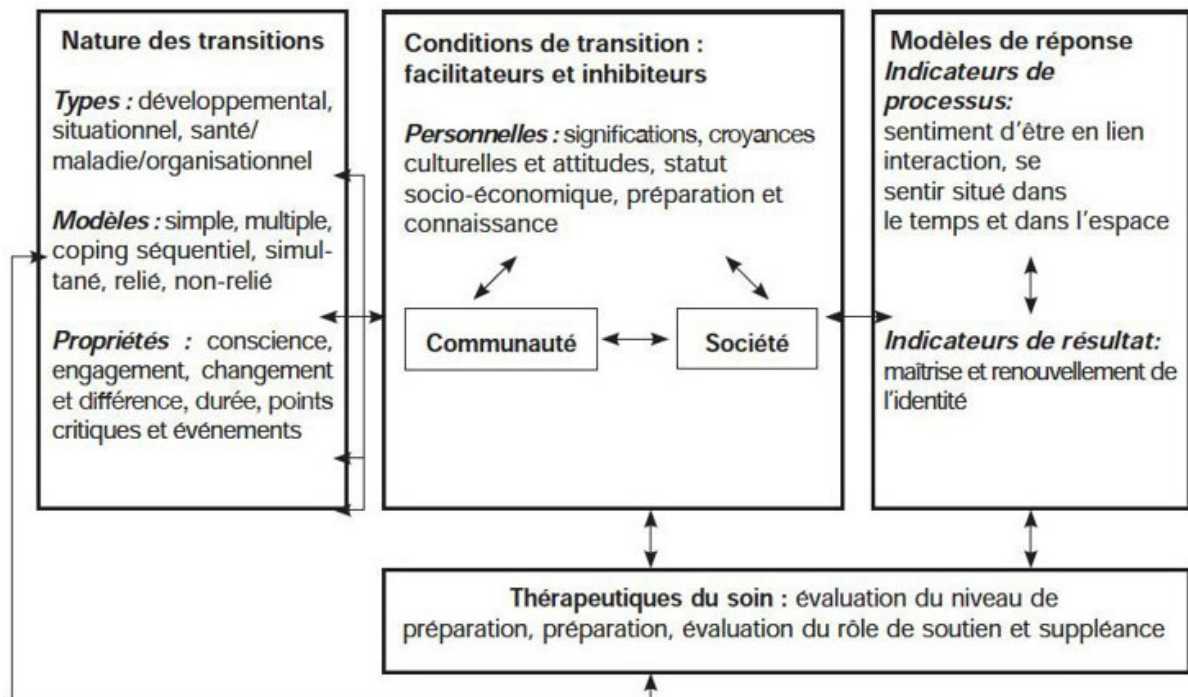 Nature des transitions
Types : développemental,
situationnel, santé/
maladie/organisationnel
Modèles : simple, multiple,
coping séquentiel, simul-
tané, relié, non-relié
Propriétés : conscience,
engagement, changement
et différence, durée, points
critiques et événements
Conditions de transition :
facilitateurs et inhibiteurs
Personnelles : significations, croyances
culturelles et attitudes, statut
socio-économique, préparation et
connaissance
Communauté
Société
Modèles de réponse
Indicateurs de
processus:
sentiment d'être en lien
interaction, se
sentir situé dans
le temps et dans l'espace
Indicateurs de résultat:
maîtrise et renouvellement de
l'identité
Thérapeutiques du soin : évaluation du niveau de
préparation, préparation, évaluation du rôle de soutien et suppléance